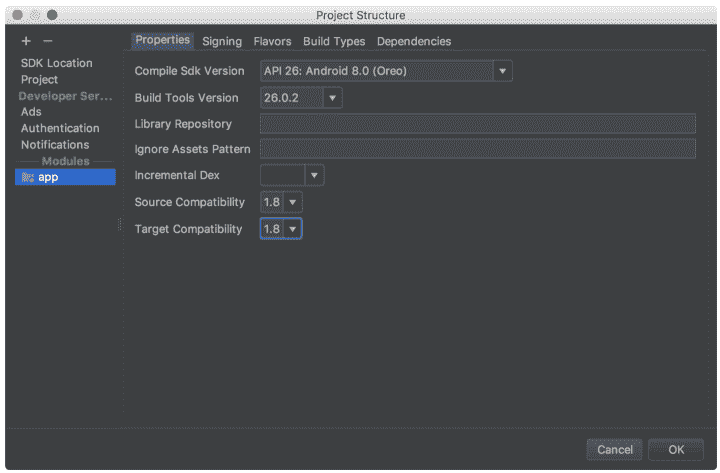 Project Structure
+ −
SDK Location
Project
Developer Ser...
Ads
Authentication
Notifications
Modules
app
Properties Signing Flavors Build Types Dependencies
Compile Sdk Version API 26: Android 8.0 (Oreo)
Build Tools Version 26.0.2
Library Repository
Ignore Assets Pattern
Incremental Dex
Source Compatibility 1.8
Target Compatibility 1.8
Cancel OK